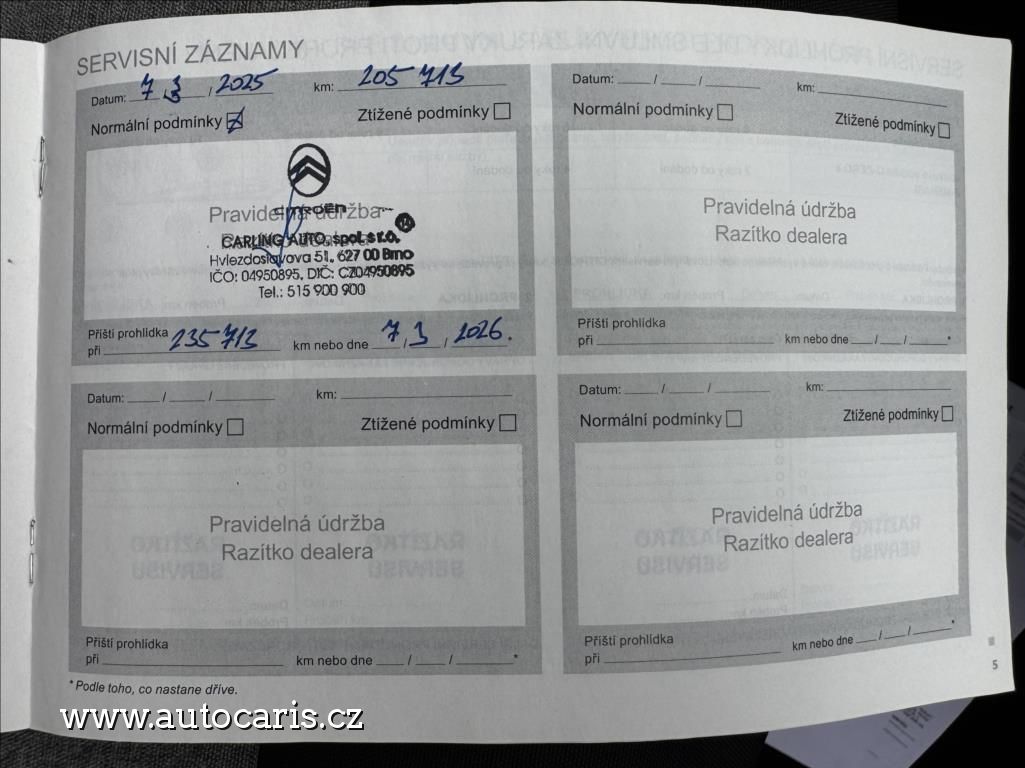 SERVISNÍ ZÁZNAMY
Datum: 7 / 3 / 2025 km: 205 713
Normální podmínky Ztížené podmínky
CITROËN
Pravidelná údržba
Razítko dealera
CARLING AUTO, spol. s r.o.
Hviezdoslavova 51, 627 00 Brno
IČO: 04950895, DIČ: CZ04950895
Tel.: 515 900 900
Příští prohlídka
při 235 713 km nebo dne 7 / 3 / 2026.
Datum: / / km:
Normální podmínky Ztížené podmínky
Pravidelná údržba
Razítko dealera
Příští prohlídka
při km nebo dne / / *
Datum: / / km:
Normální podmínky Ztížené podmínky
Pravidelná údržba
Razítko dealera
Příští prohlídka
při km nebo dne / / *
Datum: / / km:
Normální podmínky Ztížené podmínky
Pravidelná údržba
Razítko dealera
Příští prohlídka
při km nebo dne / / *
* Podle toho, co nastane dříve.
5
www.autocaris.cz